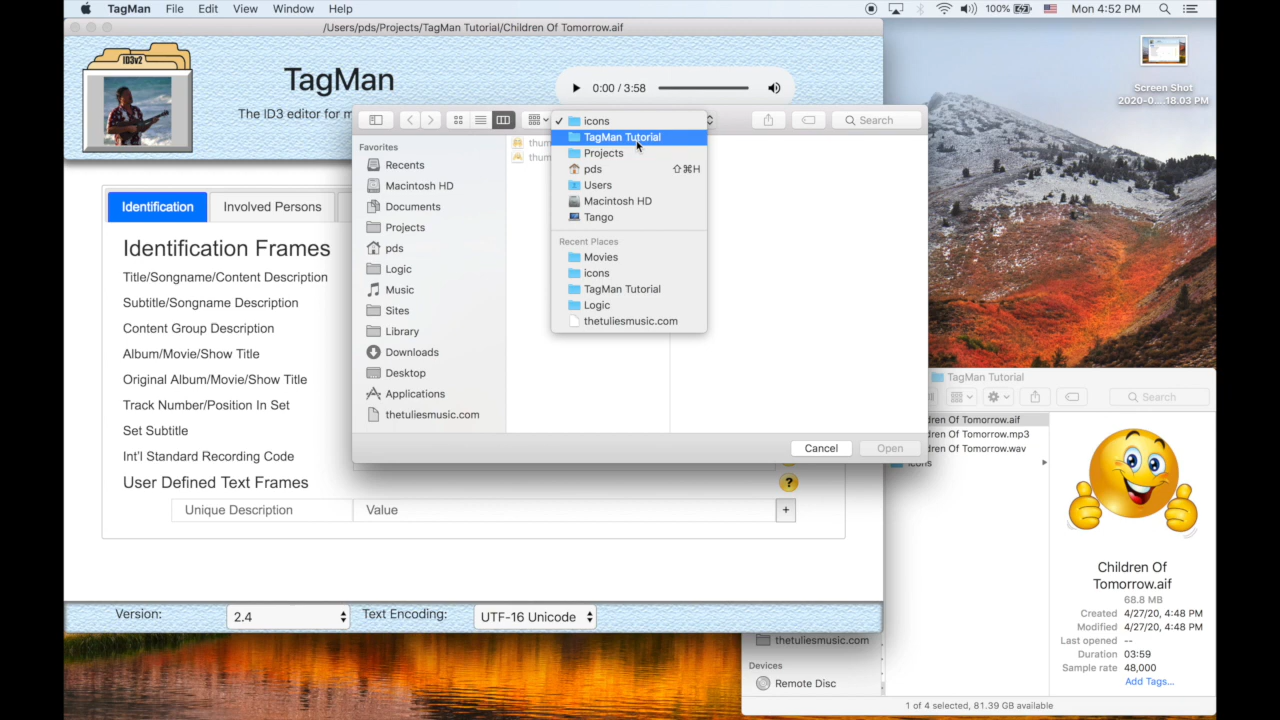 TagMan File Edit View Window Help 100% Mon 4:52 PM
/Users/pds/Projects/TagMan Tutorial/Children Of Tomorrow.aif
ID3v2
TagMan
The ID3 editor for m
0:00 / 3:58
Screen Shot
2020-0....18.03 PM
Search
✓ icons
TagMan Tutorial
Projects
pds ⇧⌘H
Users
Macintosh HD
Tango
Recent Places
Movies
icons
TagMan Tutorial
Logic
thetuliesmusic.com
thum
thum
Favorites
Recents
Macintosh HD
Documents
Projects
pds
Logic
Music
Sites
Library
Downloads
Desktop
Applications
thetuliesmusic.com
Cancel Open
Identification Involved Persons
Identification Frames
Title/Songname/Content Description
Subtitle/Songname Description
Content Group Description
Album/Movie/Show Title
Original Album/Movie/Show Title
Track Number/Position In Set
Set Subtitle
Int'l Standard Recording Code
User Defined Text Frames ?
Unique Description Value +
Version: 2.4 Text Encoding: UTF-16 Unicode
TagMan Tutorial
Search
dren Of Tomorrow.aif
dren Of Tomorrow.mp3
dren Of Tomorrow.wav
icons
Children Of
Tomorrow.aif
68.8 MB
Created 4/27/20, 4:48 PM
Modified 4/27/20, 4:48 PM
Last opened --
Duration 03:59
Sample rate 48,000
Add Tags...
thetuliesmusic.com
Devices
Remote Disc
1 of 4 selected, 81.39 GB available